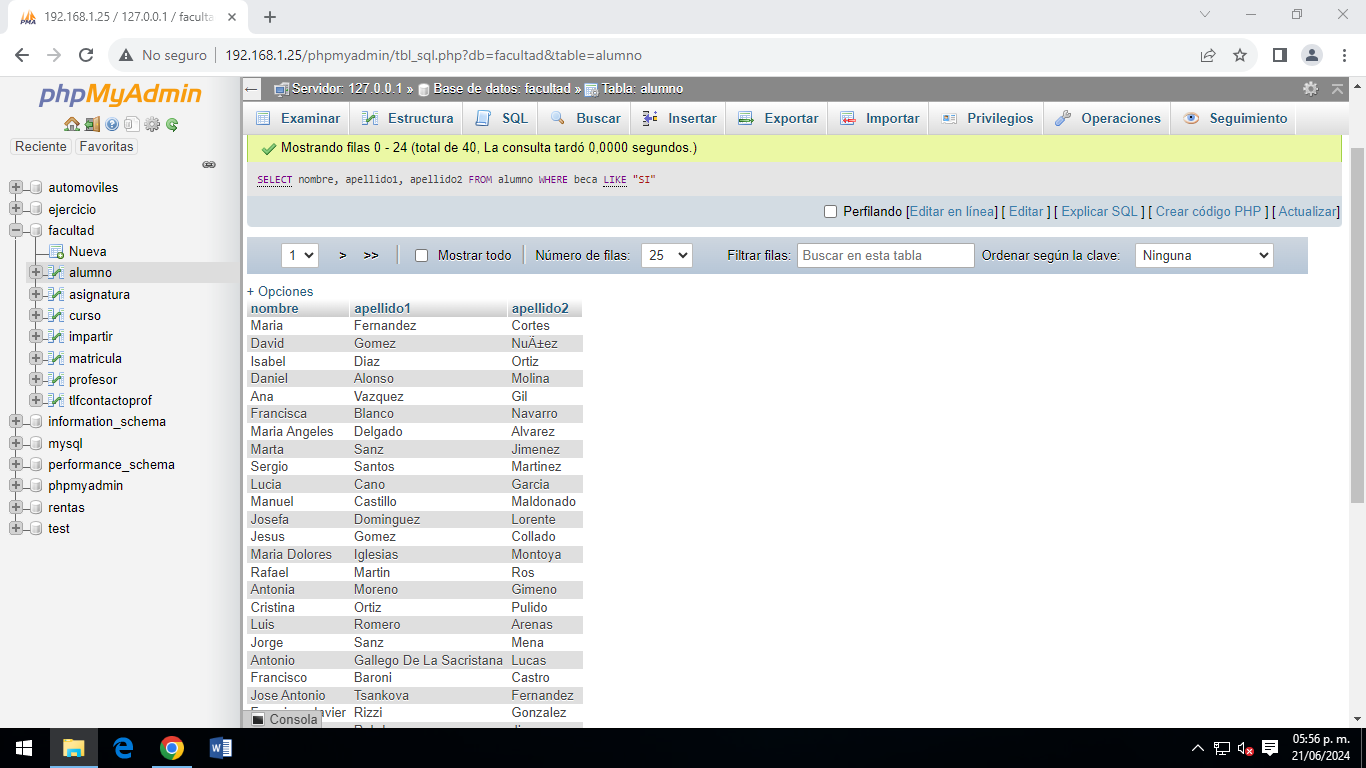 192.168.1.25 / 127.0.0.1 / faculta
No seguro 192.168.1.25/phpmyadmin/tbl_sql.php?db=facultad&table=alumno
phpMyAdmin
Reciente Favoritas
automoviles
ejercicio
facultad
Nueva
alumno
asignatura
curso
impartir
matricula
profesor
tlfcontactoprof
information_schema
mysql
performance_schema
phpmyadmin
rentas
test
Servidor: 127.0.0.1 » Base de datos: facultad » Tabla: alumno
Examinar Estructura SQL Buscar Insertar Exportar Importar Privilegios Operaciones Seguimiento
Mostrando filas 0 - 24 (total de 40, La consulta tardó 0,0000 segundos.)
SELECT nombre, apellido1, apellido2 FROM alumno WHERE beca LIKE "SI"
Perfilando [Editar en línea] [ Editar ] [ Explicar SQL ] [ Crear código PHP ] [ Actualizar]
1 > >> Mostrar todo Número de filas: 25 Filtrar filas: Buscar en esta tabla Ordenar según la clave: Ninguna
+ Opciones
nombre apellido1 apellido2
Maria Fernandez Cortes
David Gomez NuÃ±ez
Isabel Diaz Ortiz
Daniel Alonso Molina
Ana Vazquez Gil
Francisca Blanco Navarro
Maria Angeles Delgado Alvarez
Marta Sanz Jimenez
Sergio Santos Martinez
Lucia Cano Garcia
Manuel Castillo Maldonado
Josefa Dominguez Lorente
Jesus Gomez Collado
Maria Dolores Iglesias Montoya
Rafael Martin Ros
Antonia Moreno Gimeno
Cristina Ortiz Pulido
Luis Romero Arenas
Jorge Sanz Mena
Antonio Gallego De La Sacristana Lucas
Francisco Baroni Castro
Jose Antonio Tsankova Fernandez
Rizzi Gonzalez
Consola
05:56 p. m.
21/06/2024